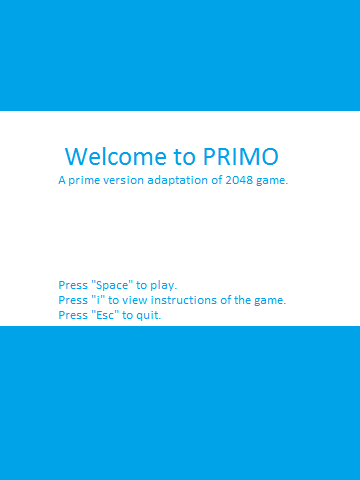 Welcome to PRIMO
A prime version adaptation of 2048 game.
Press "Space" to play.
Press "i" to view instructions of the game.
Press "Esc" to quit.